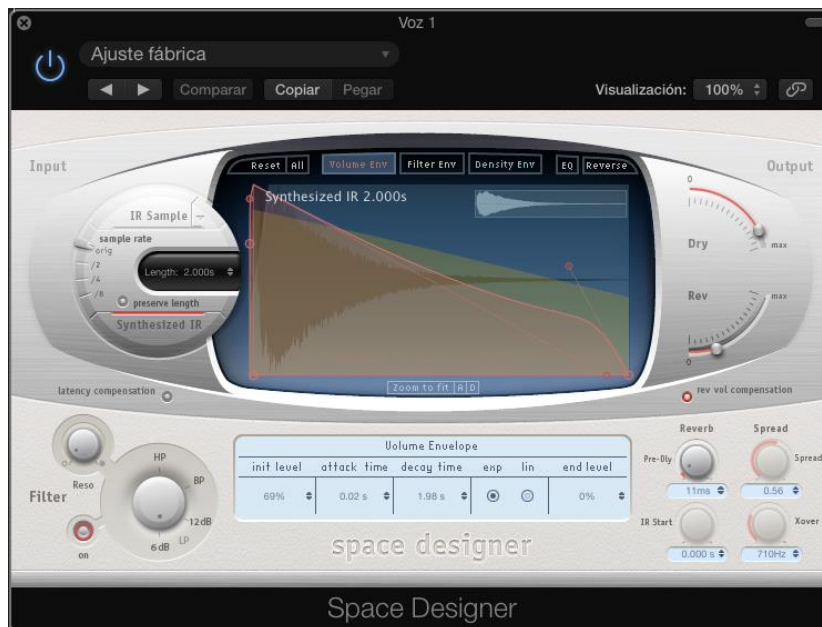 Voz 1
Ajuste fábrica
Comparar Copiar Pegar Visualización: 100%
Input
Reset All Volume Env Filter Env Density Env EQ Reverse
Output
IR Sample
sample rate
orig
/2
/4
/8
Length: 2.000s
preserve length
Synthesized IR
Synthesized IR 2.000s
0
Dry
max
Rev
max
0
Zoom to fit A D
latency compensation
rev vol compensation
Filter
Reso
on
HP
BP
12dB
LP
6dB
Volume Envelope
init level attack time decay time exp lin end level
69% 0.02 s 1.98 s 0%
space designer
Reverb Spread
Pre-Dly Spread
11ms 0.56
IR Start Xover
0.000 s 710Hz
Space Designer